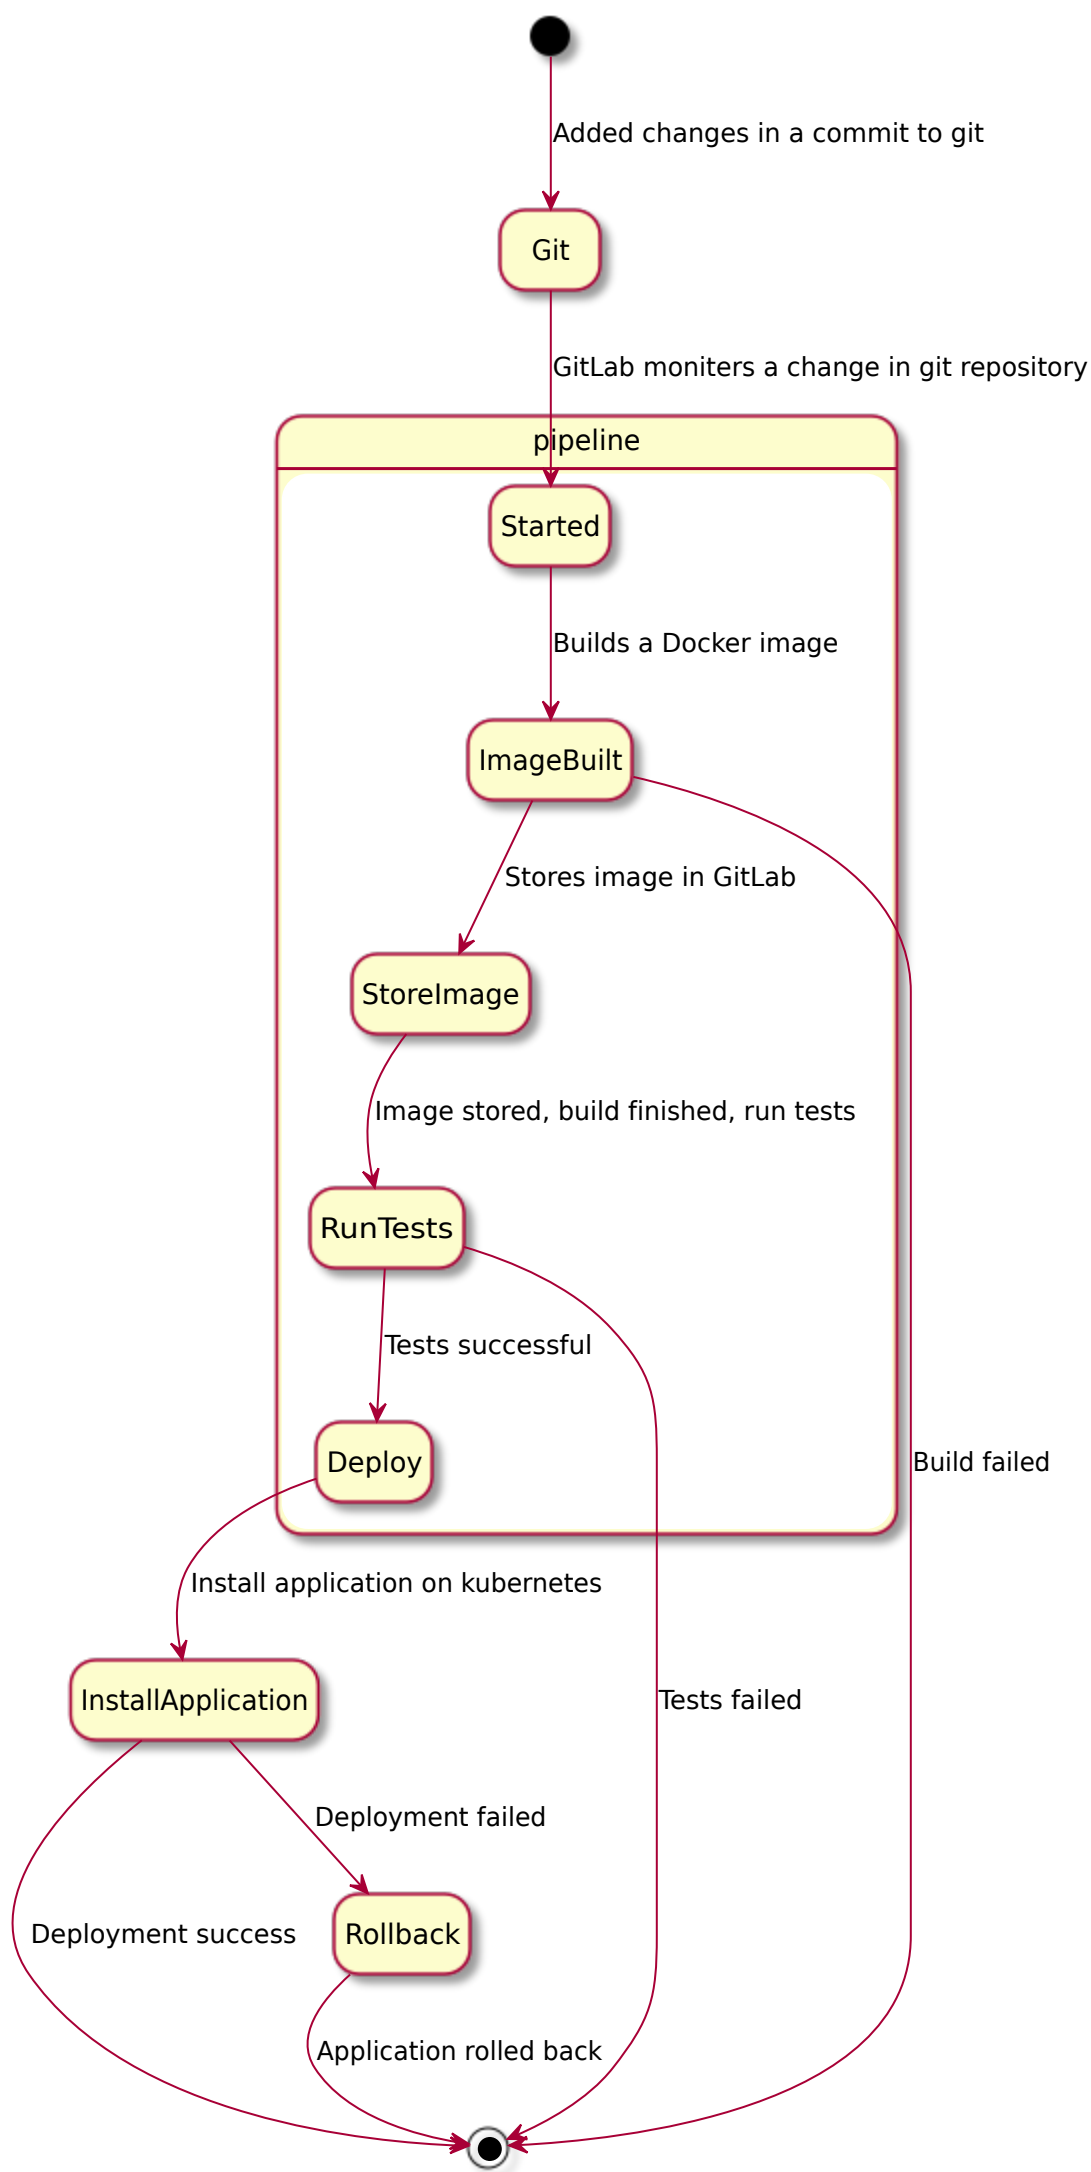 Added changes in a commit to git
Git
GitLab moniters a change in git repository
pipeline
Started
Builds a Docker image
ImageBuilt
Stores image in GitLab
StoreImage
Image stored, build finished, run tests
RunTests
Tests successful
Deploy
Build failed
Install application on kubernetes
InstallApplication
Tests failed
Deployment failed
Deployment success
Rollback
Application rolled back